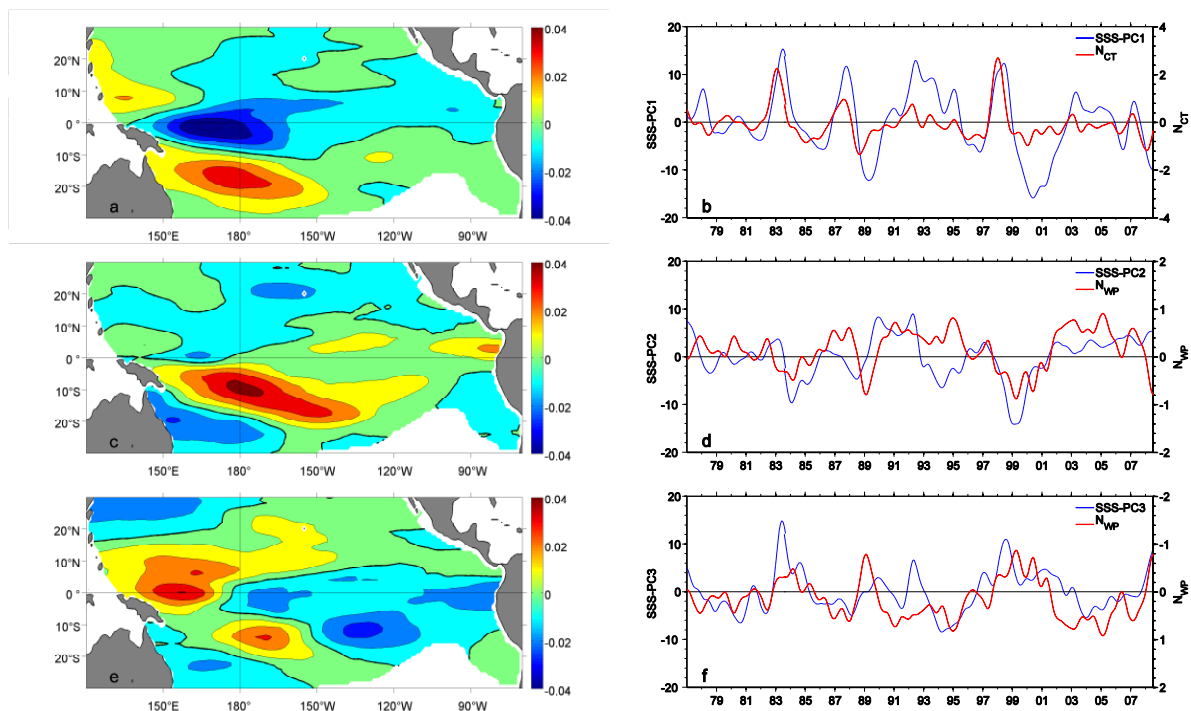 20°N
10°N
0°
10°S
20°S
150°E 180° 150°W 120°W 90°W
0.04
0.02
0
-0.02
-0.04
a
SSS-PC1
20
10
0
-10
-20
79 81 83 85 87 89 91 93 95 97 99 01 03 05 07
4
2
0
-2
-4
N_CT
SSS-PC1
N_CT
b
20°N
10°N
0°
10°S
20°S
150°E 180° 150°W 120°W 90°W
0.04
0.02
0
-0.02
-0.04
c
SSS-PC2
20
10
0
-10
-20
79 81 83 85 87 89 91 93 95 97 99 01 03 05 07
2
1
0
-1
-2
N_WP
SSS-PC2
N_WP
d
20°N
10°N
0°
10°S
20°S
150°E 180° 150°W 120°W 90°W
0.04
0.02
0
-0.02
-0.04
e
SSS-PC3
20
10
0
-10
-20
79 81 83 85 87 89 91 93 95 97 99 01 03 05 07
-2
-1
0
1
2
N_WP
SSS-PC3
N_WP
f